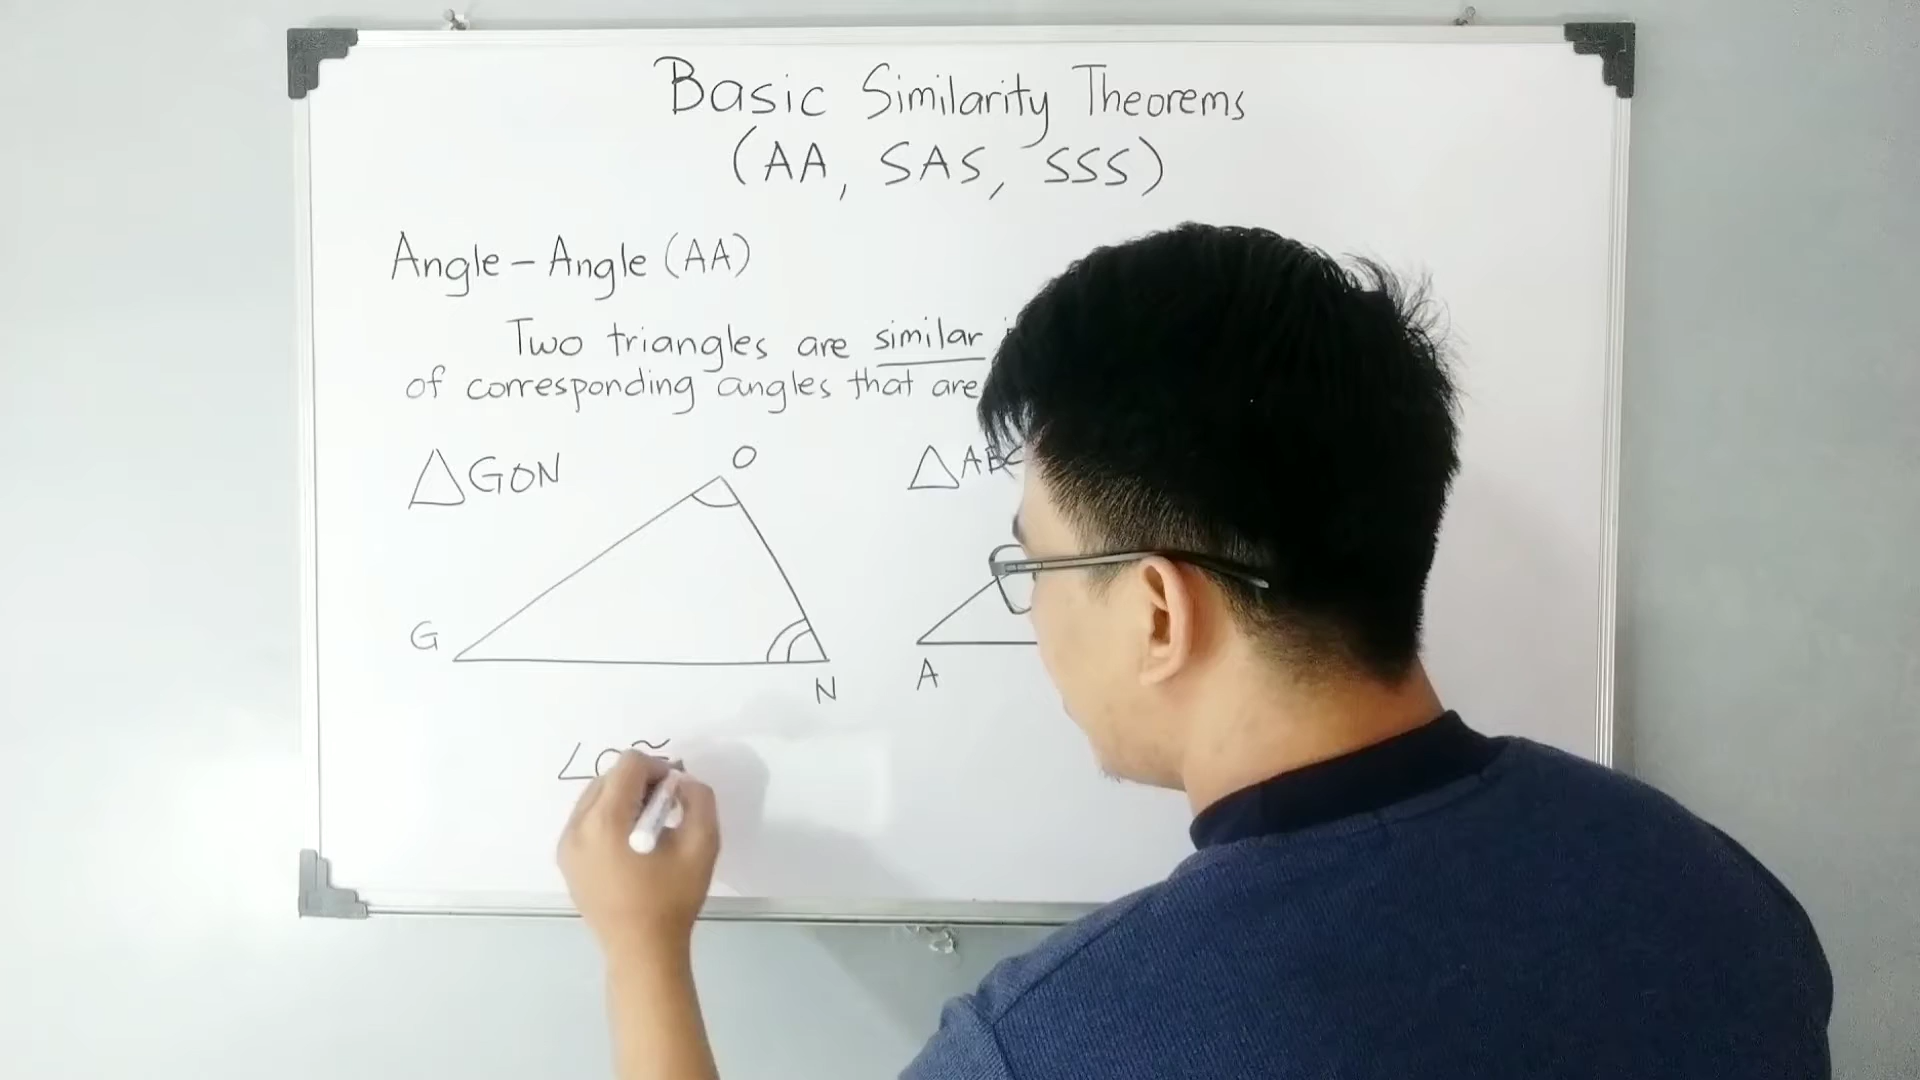 Basic Similarity Theorems
(AA, SAS, SSS)
Angle-Angle (AA)
Two triangles are similar
of corresponding angles that are
△GON
O
△ABC
G
N
A
∠O ≅